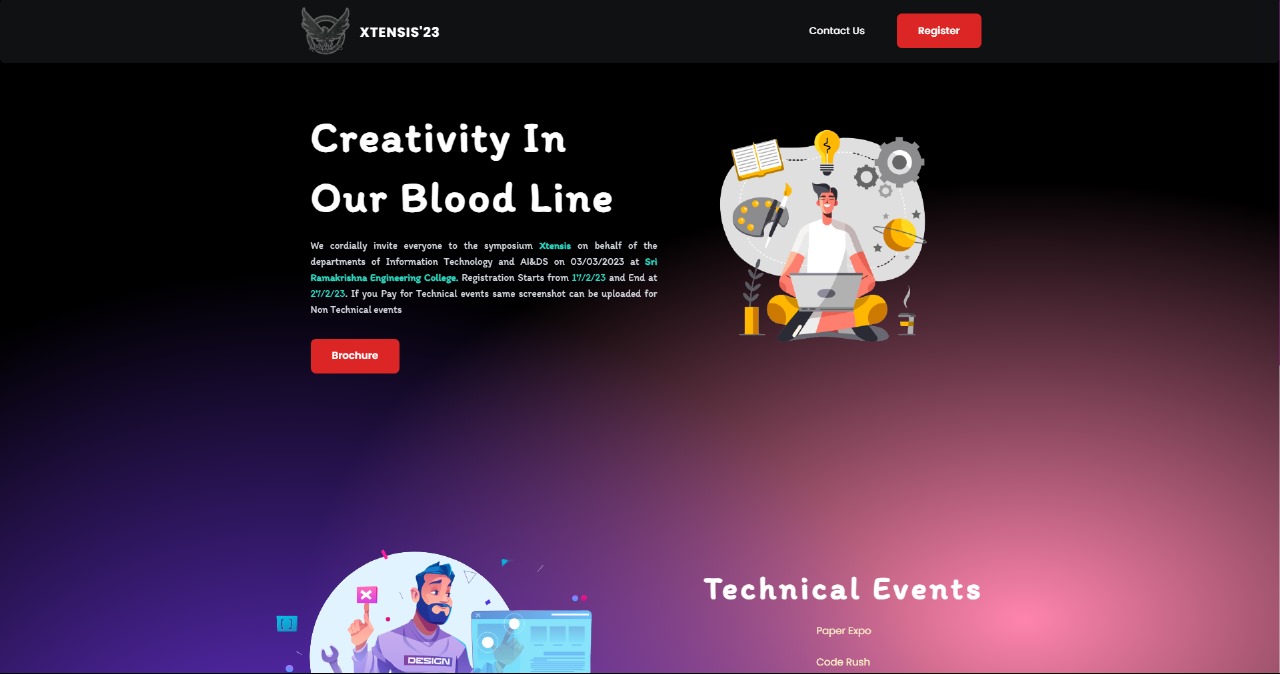 XTENSIS'23
Contact Us
Register
Creativity In
Our Blood Line
We cordially invite everyone to the symposium Xtensis on behalf of the
departments of Information Technology and AI&DS on 03/03/2023 at Sri
Ramakrishna Engineering College. Registration Starts from 17/2/23 and End at
27/2/23. If you Pay for Technical events same screenshot can be uploaded for
Non Technical events
Brochure
Technical Events
Paper Expo
Code Rush
[ ]
DESIGN